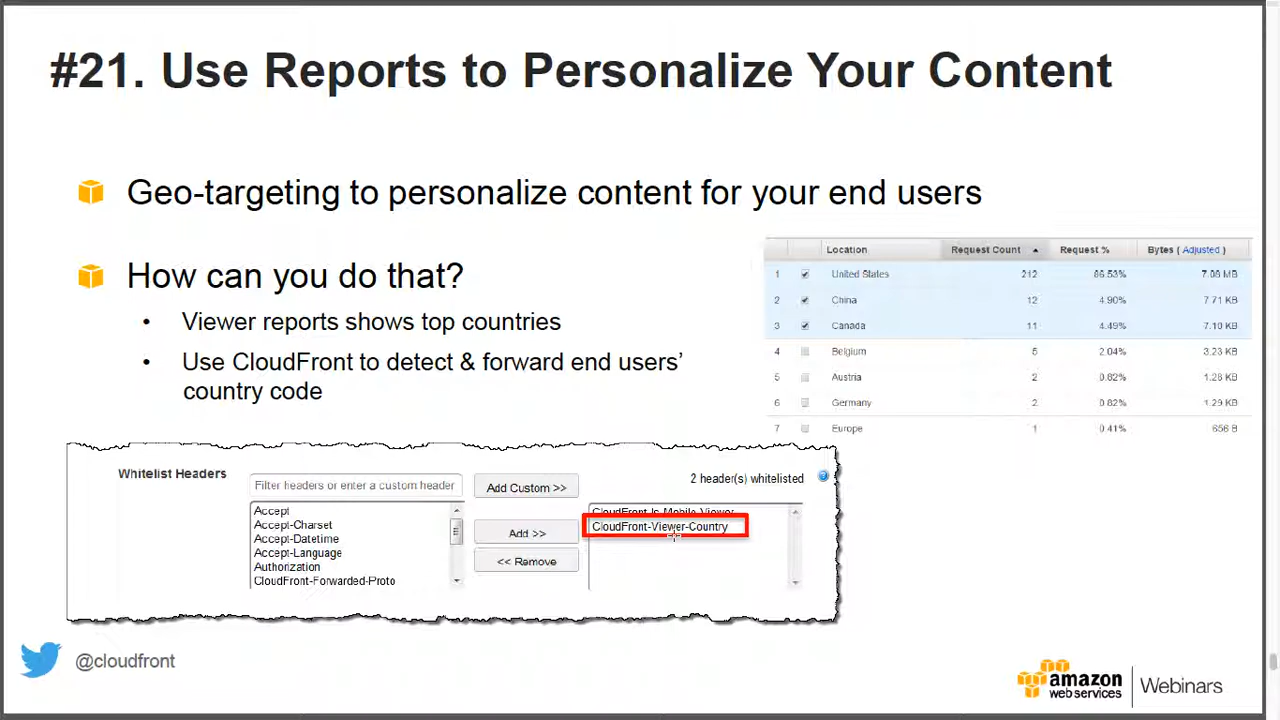 #21. Use Reports to Personalize Your Content
Geo-targeting to personalize content for your end users
How can you do that?
• Viewer reports shows top countries
• Use CloudFront to detect & forward end users’
country code
Location Request Count Request % Bytes ( Adjusted )
1 United States 212 86.53% 7.06 MB
2 China 12 4.90% 7.71 KB
3 Canada 11 4.49% 7.10 KB
4 Belgium 5 2.04% 3.23 KB
5 Austria 2 0.82% 1.28 KB
6 Germany 2 0.82% 1.29 KB
7 Europe 1 0.41% 656 B
Whitelist Headers
Filter headers or enter a custom header
Accept
Accept-Charset
Accept-Datetime
Accept-Language
Authorization
CloudFront-Forwarded-Proto
Add Custom >>
Add >>
<< Remove
2 header(s) whitelisted
?
CloudFront-Is-Mobile-Viewer
CloudFront-Viewer-Country
@cloudfront
amazon
web services
Webinars